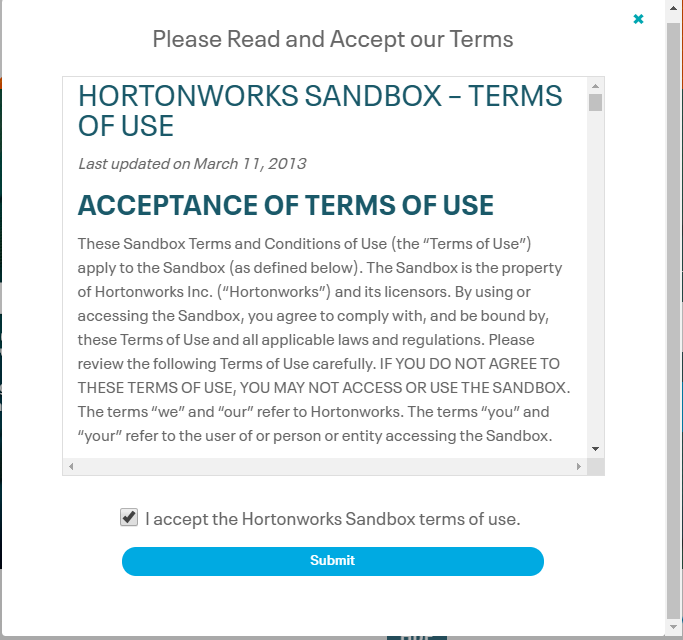 Please Read and Accept our Terms
HORTONWORKS SANDBOX – TERMS
OF USE
Last updated on March 11, 2013
ACCEPTANCE OF TERMS OF USE
These Sandbox Terms and Conditions of Use (the “Terms of Use”)
apply to the Sandbox (as defined below). The Sandbox is the property
of Hortonworks Inc. (“Hortonworks”) and its licensors. By using or
accessing the Sandbox, you agree to comply with, and be bound by,
these Terms of Use and all applicable laws and regulations. Please
review the following Terms of Use carefully. IF YOU DO NOT AGREE TO
THESE TERMS OF USE, YOU MAY NOT ACCESS OR USE THE SANDBOX.
The terms “we” and “our” refer to Hortonworks. The terms “you” and
“your” refer to the user of or person or entity accessing the Sandbox.
I accept the Hortonworks Sandbox terms of use.
Submit